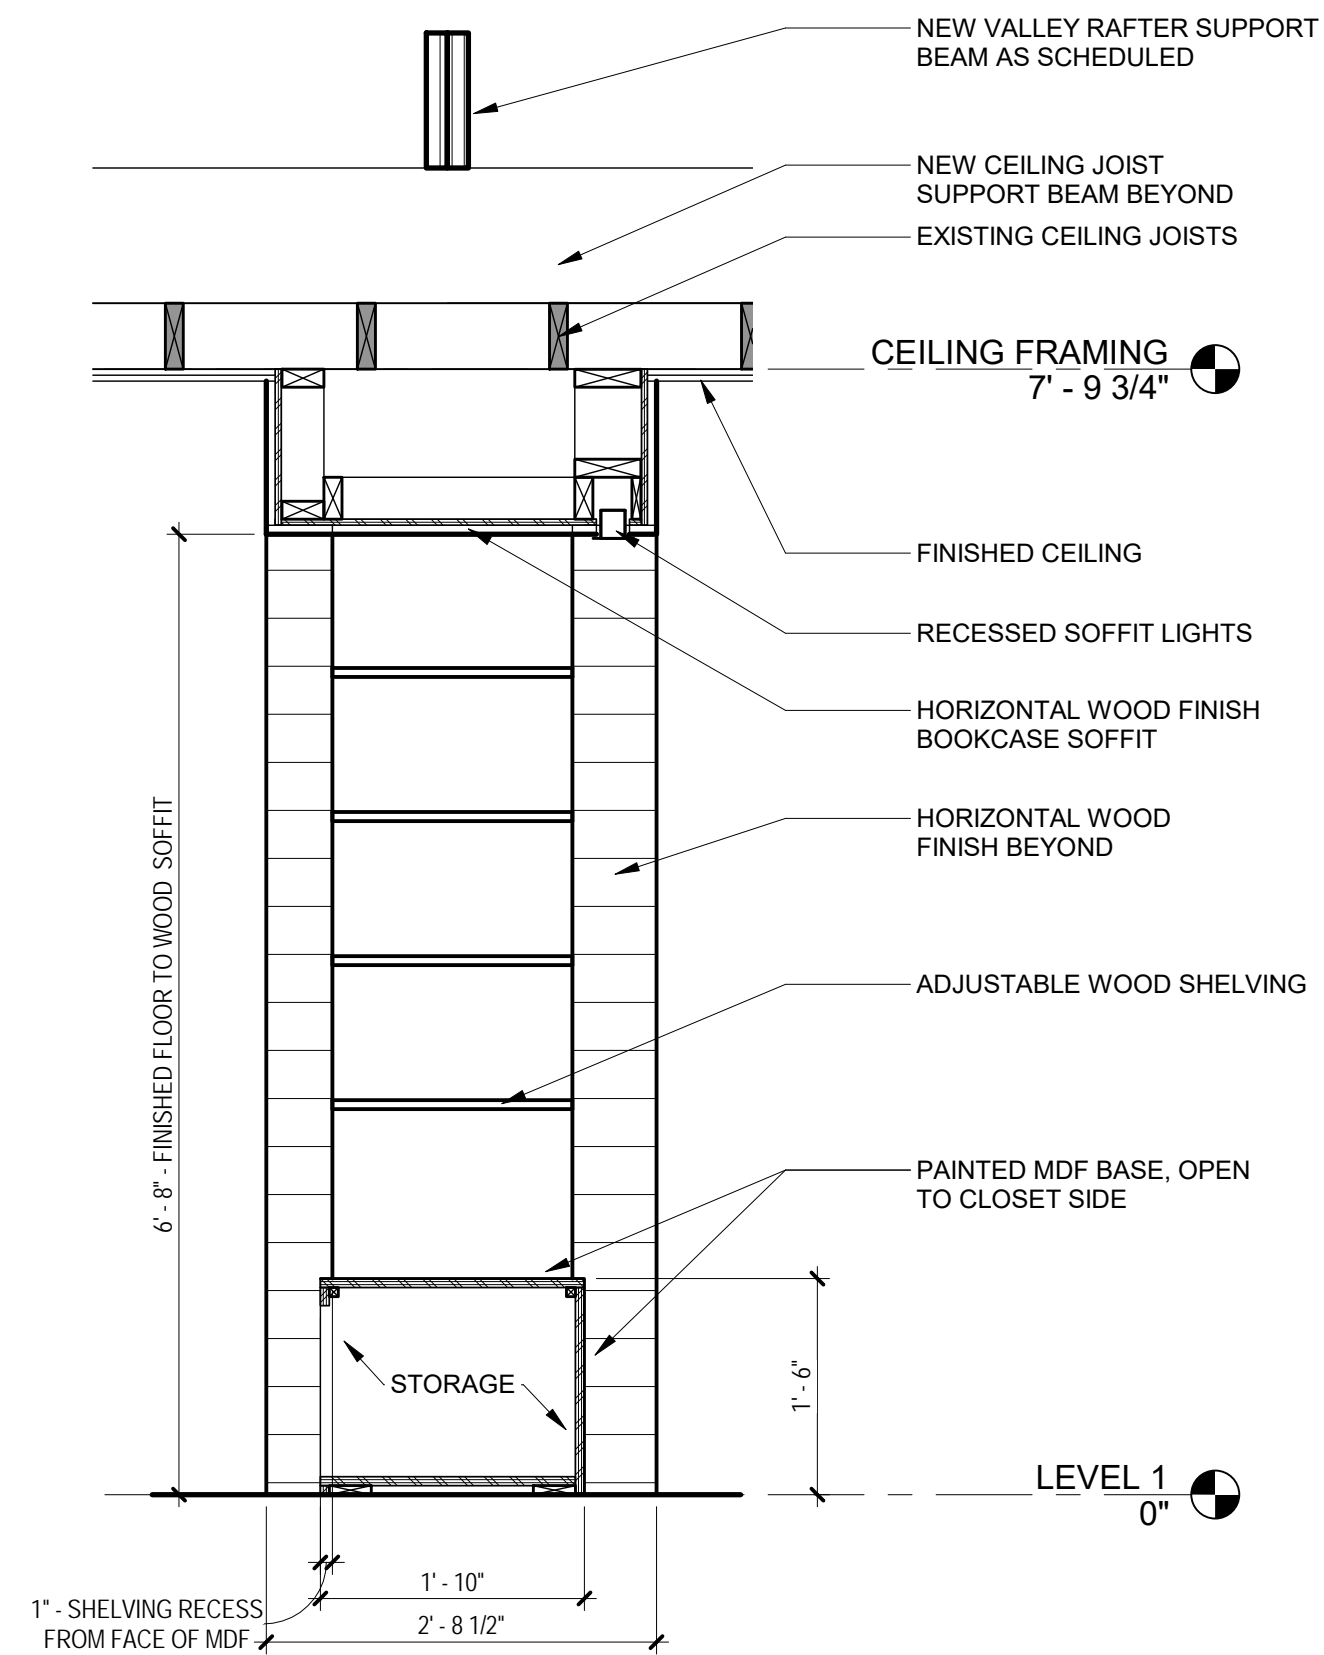 NEW VALLEY RAFTER SUPPORT
BEAM AS SCHEDULED
NEW CEILING JOIST
SUPPORT BEAM BEYOND
EXISTING CEILING JOISTS
CEILING FRAMING
7' - 9 3/4"
FINISHED CEILING
RECESSED SOFFIT LIGHTS
HORIZONTAL WOOD FINISH
BOOKCASE SOFFIT
HORIZONTAL WOOD
FINISH BEYOND
6' - 8" - FINISHED FLOOR TO WOOD SOFFIT
ADJUSTABLE WOOD SHELVING
PAINTED MDF BASE, OPEN
TO CLOSET SIDE
STORAGE
1' - 6"
LEVEL 1
0"
1' - 10"
1" - SHELVING RECESS
FROM FACE OF MDF
2' - 8 1/2"